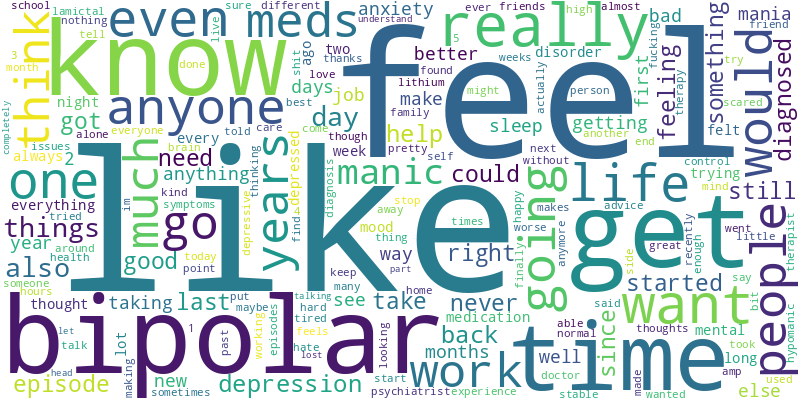 school
lamictal
nothing
tell
even
meds
sure
different
live
anxiety
ever
friends
high
almost
understand
really
bad
mania
friend
something
diagnosed
3
month
think
know
done
shit
ago
two
thanks
love
better
lithium
found
weeks
disorder
5
fucking
first
feeling
try
scared
would
therapy
feel
night
anyone
days
job
best
make
family
might
actually
person
felt
completely
got
alone
everyone
told
care
come
day
though
pretty
self
help
sleep
getting
another
end
issues
always
2
much
brain
every
week
next
without
control
trying
mind
one
need
anything
thinking
depressed
diagnosis
manic
could
going
life
still
everything
im
kind
symptoms
years
stop
away
happy
makes
advice
things
tried
go
depressive
find
mood
times
anymore
get
went
little
year
around
today
thing
worse
great
recently
enough
therapist
also
health
good
point
like
way
right
finally
side
people
someone
hours
keep
many
part
started
say
bit
hypomanic
thought
taking
last
put
maybe
talking
hard
tired
see
take
home
never
medication
said
want
bipolar
let
talk
1
lot
past
working
episodes
feels
hate
lost
looking
back
months
work
time
able
normal
well
doctor
since
thoughts
mental
took
long
head
episode
making
new
sometimes
depression
start
psychiatrist
experience
stable
made
wanted
amp
used
else